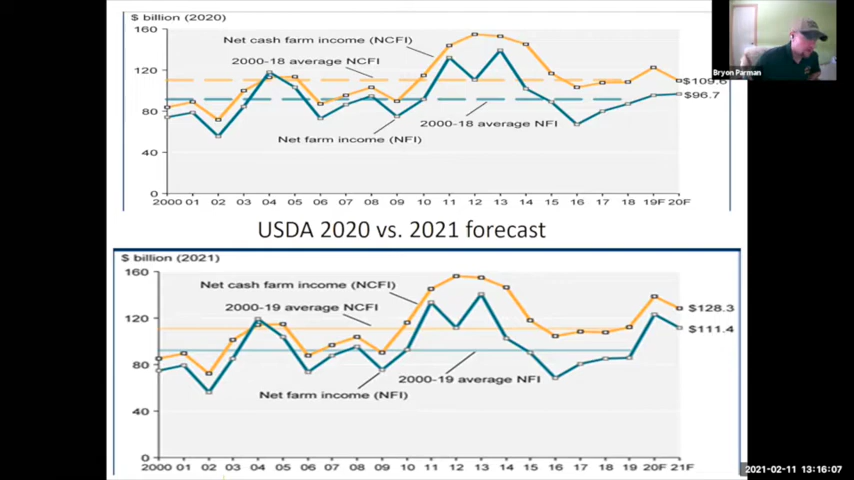 $ billion (2020)
160
Net cash farm income (NCFI)
2000-18 average NCFI
120
80
2000-18 average NFI
Net farm income (NFI)
40
0
2000 01 02 03 04 05 06 07 08 09 10 11 12 13 14 15 16 17 18 19F 20F
$109.6
$96.7
Bryon Parman
USDA 2020 vs. 2021 forecast
$ billion (2021)
160
Net cash farm income (NCFI)
2000-19 average NCFI
120
80
2000-19 average NFI
Net farm income (NFI)
40
0
2000 01 02 03 04 05 06 07 08 09 10 11 12 13 14 15 16 17 18 19 20F 21F
$128.3
$111.4
2021-02-11 13:16:07